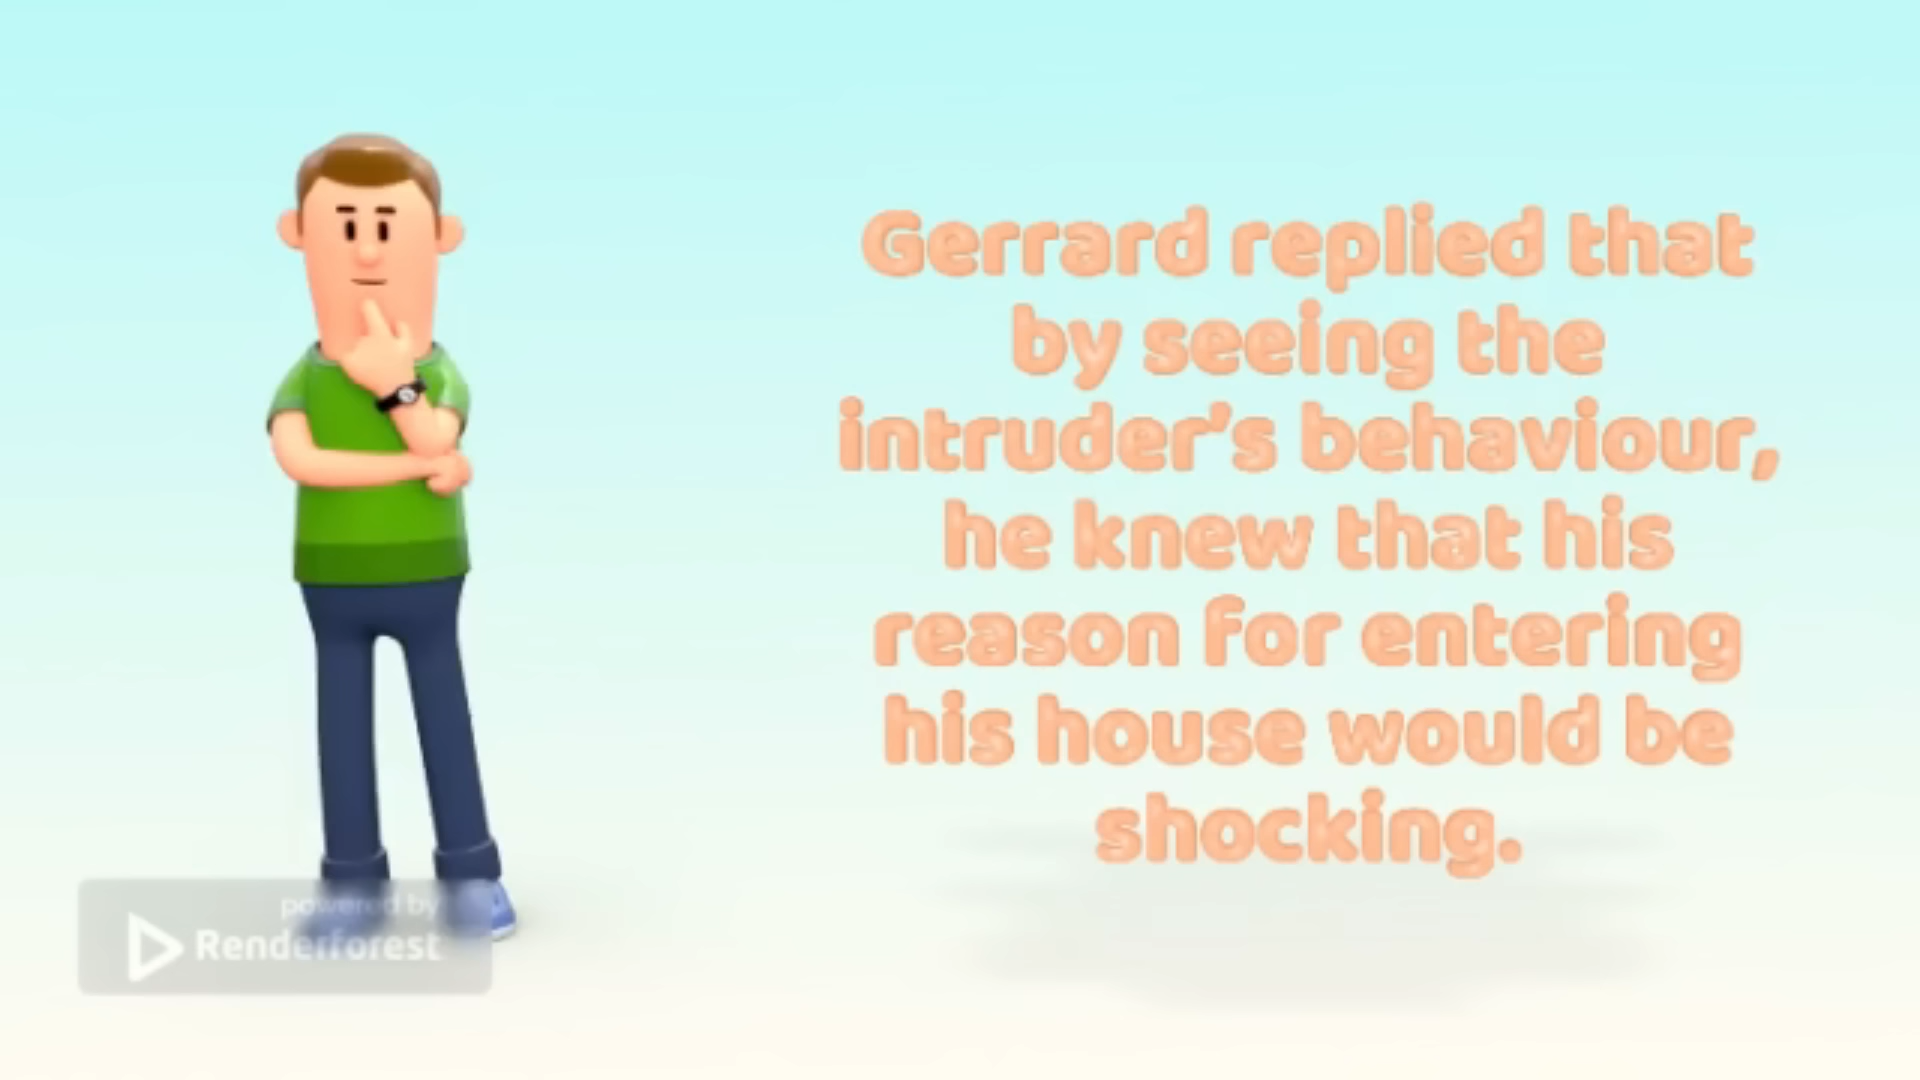 Gerrard replied that
by seeing the
intruder's behaviour,
he knew that his
reason for entering
his house would be
shocking.
powered by
Renderforest